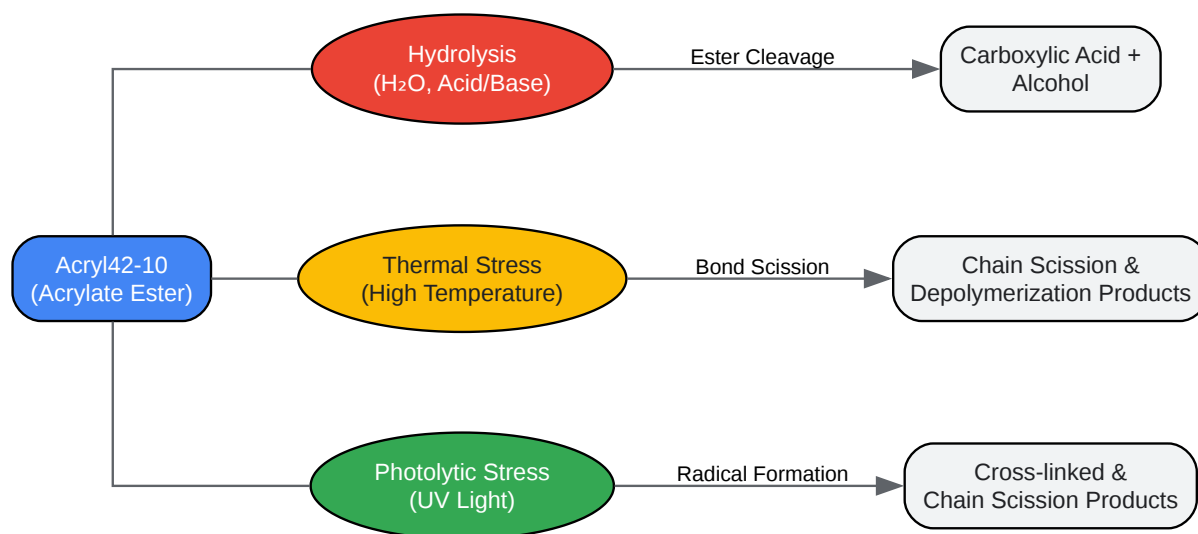 Hydrolysis
(H₂O, Acid/Base)
Ester Cleavage
Carboxylic Acid +
Alcohol
Acryl42-10
(Acrylate Ester)
Thermal Stress
(High Temperature)
Bond Scission
Chain Scission &
Depolymerization Products
Photolytic Stress
(UV Light)
Radical Formation
Cross-linked &
Chain Scission Products